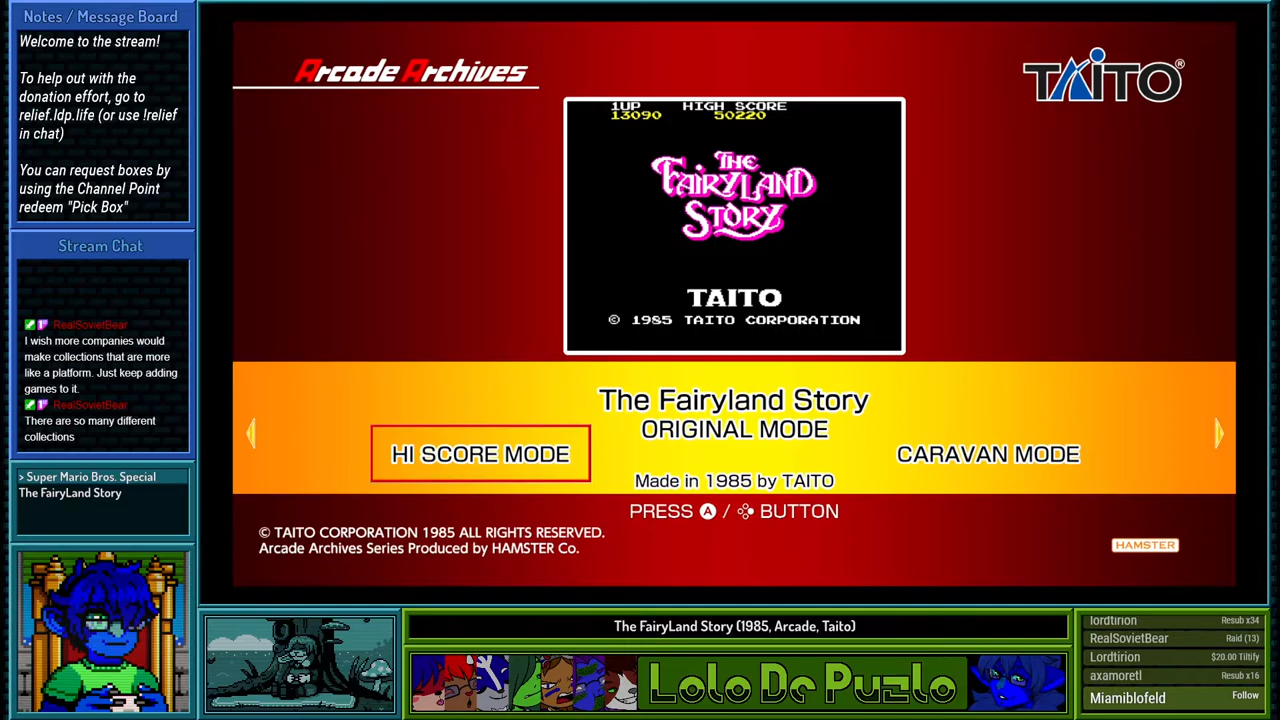 Notes / Message Board
Welcome to the stream!
To help out with the
donation effort, go to
relief.ldp.life (or use !relief
in chat)
You can request boxes by
using the Channel Point
redeem "Pick Box"
Stream Chat
RealSovietBear
I wish more companies would
make collections that are more
like a platform. Just keep adding
games to it.
RealSovietBear
There are so many different
collections
> Super Mario Bros. Special
The FairyLand Story
Arcade Archives
TAITO®
1UP HIGH SCORE
13090 50220
THE
FAIRYLAND
STORY
TAITO
© 1985 TAITO CORPORATION
The Fairyland Story
ORIGINAL MODE
HI SCORE MODE
CARAVAN MODE
Made in 1985 by TAITO
PRESS A / BUTTON
© TAITO CORPORATION 1985 ALL RIGHTS RESERVED.
Arcade Archives Series Produced by HAMSTER Co.
HAMSTER
The FairyLand Story (1985, Arcade, Taito)
Lolo De Puzlo
lordtirion Resub x34
RealSovietBear Raid (13)
Lordtirion $20.00 Tiltify
axamoretl Resub x16
Miamiblofeld Follow